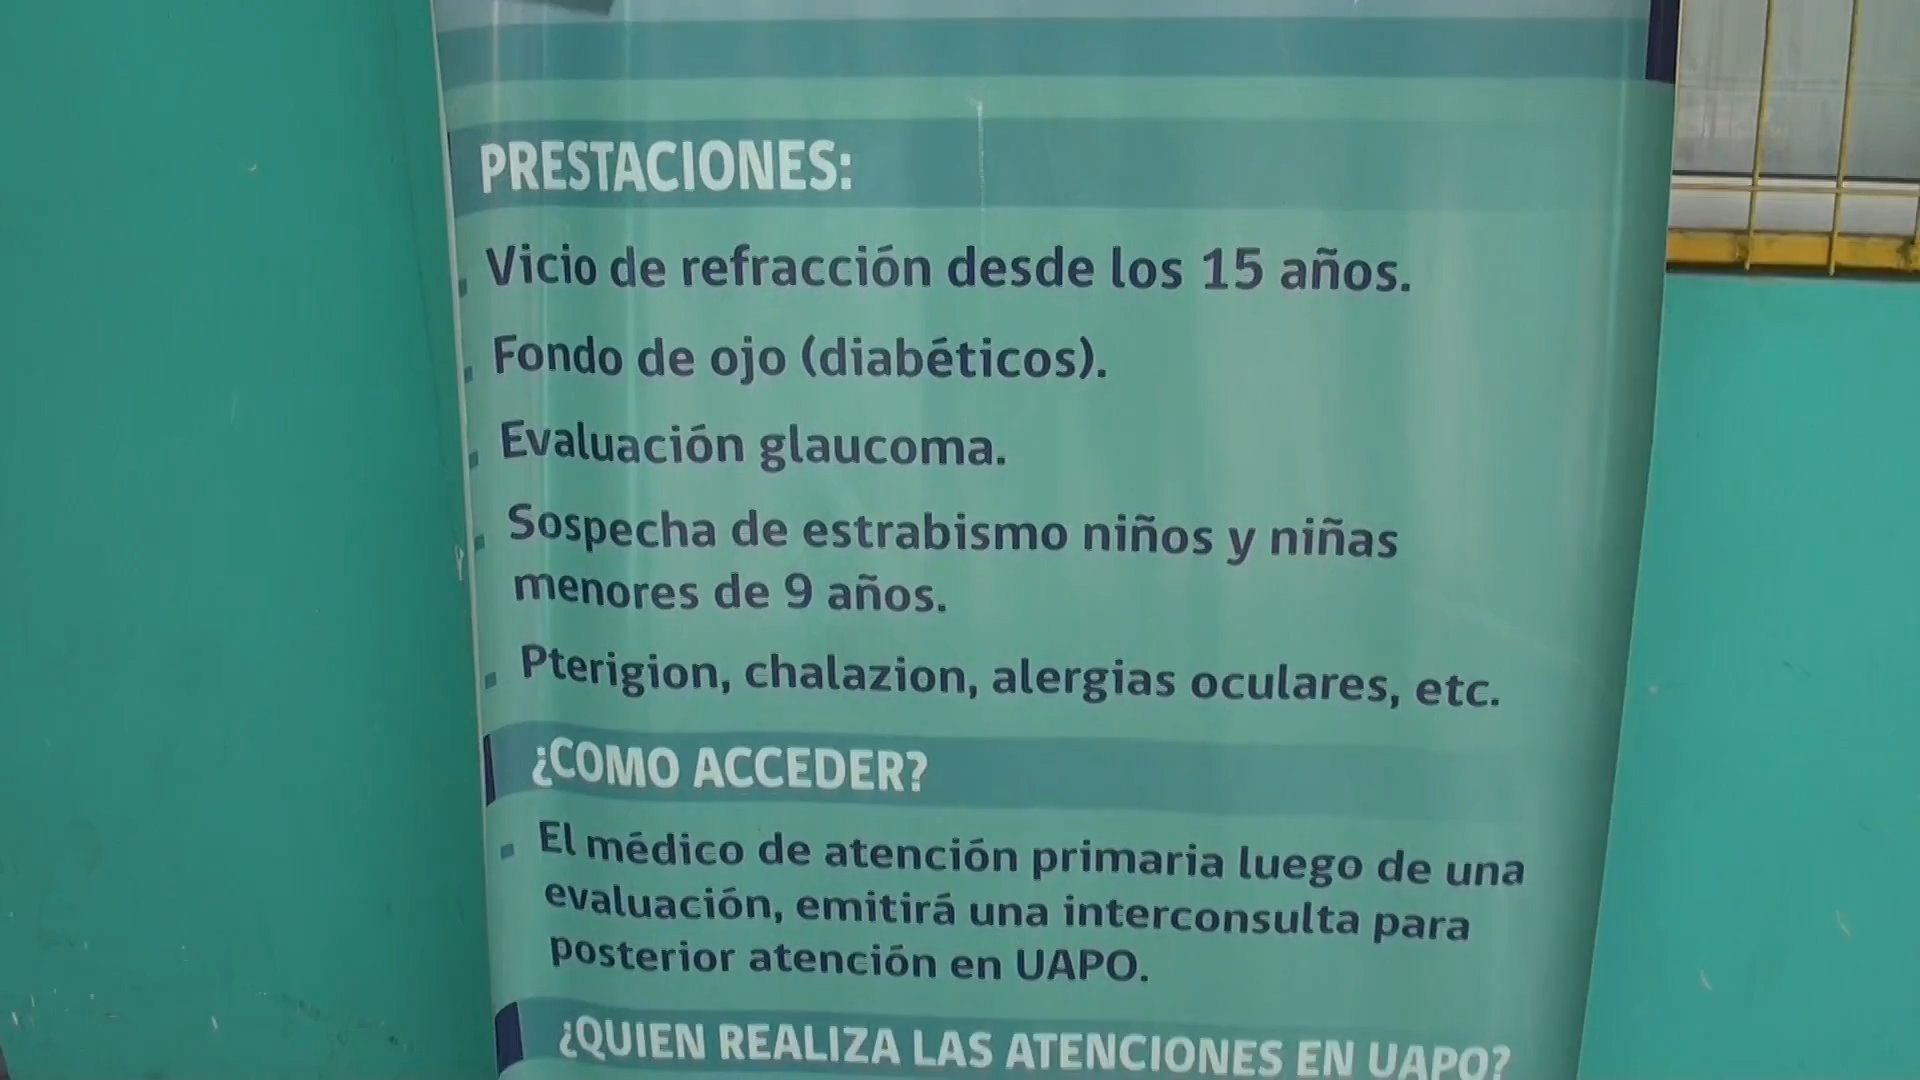 PRESTACIONES:
Vicio de refracción desde los 15 años.
Fondo de ojo (diabéticos).
Evaluación glaucoma.
Sospecha de estrabismo niños y niñas
menores de 9 años.
Pterigion, chalazion, alergias oculares, etc.
¿COMO ACCEDER?
El médico de atención primaria luego de una
evaluación, emitirá una interconsulta para
posterior atención en UAPO.
¿QUIEN REALIZA LAS ATENCIONES EN UAPO?